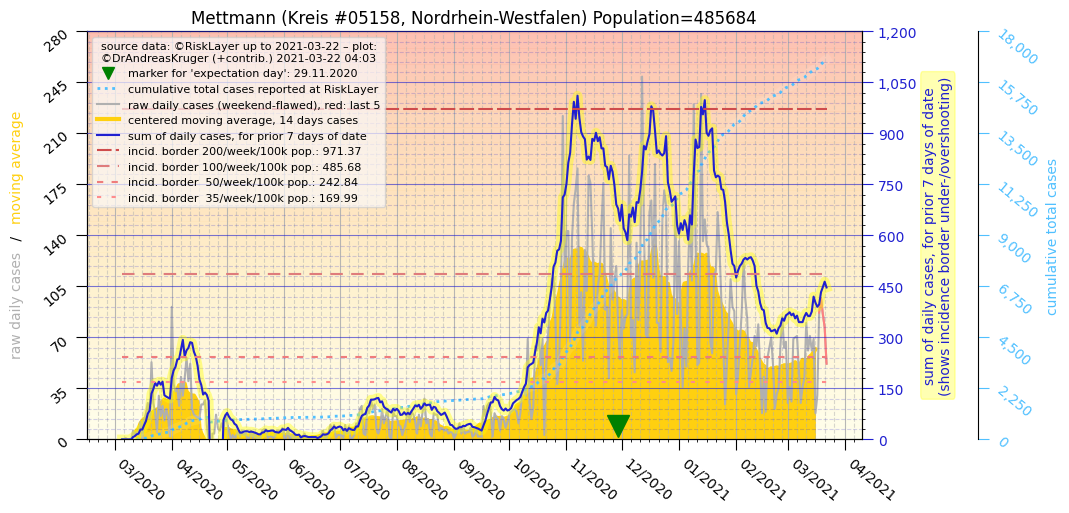 Mettmann (Kreis #05158, Nordrhein-Westfalen) Population=485684
source data: ©RiskLayer up to 2021-03-22 – plot:
©DrAndreasKruger (+contrib.) 2021-03-22 04:03
marker for 'expectation day': 29.11.2020
cumulative total cases reported at RiskLayer
raw daily cases (weekend-flawed), red: last 5
centered moving average, 14 days cases
sum of daily cases, for prior 7 days of date
incid. border 200/week/100k pop.: 971.37
incid. border 100/week/100k pop.: 485.68
incid. border  50/week/100k pop.: 242.84
incid. border  35/week/100k pop.: 169.99
raw daily cases  /  moving average
280
245
210
175
140
105
70
35
0
03/2020
04/2020
05/2020
06/2020
07/2020
08/2020
09/2020
10/2020
11/2020
12/2020
01/2021
02/2021
03/2021
04/2021
1,200
1,050
900
750
600
450
300
150
0
sum of daily cases, for prior 7 days of date
(shows incidence border under-/overshooting)
18,000
15,750
13,500
11,250
9,000
6,750
4,500
2,250
0
cumulative total cases